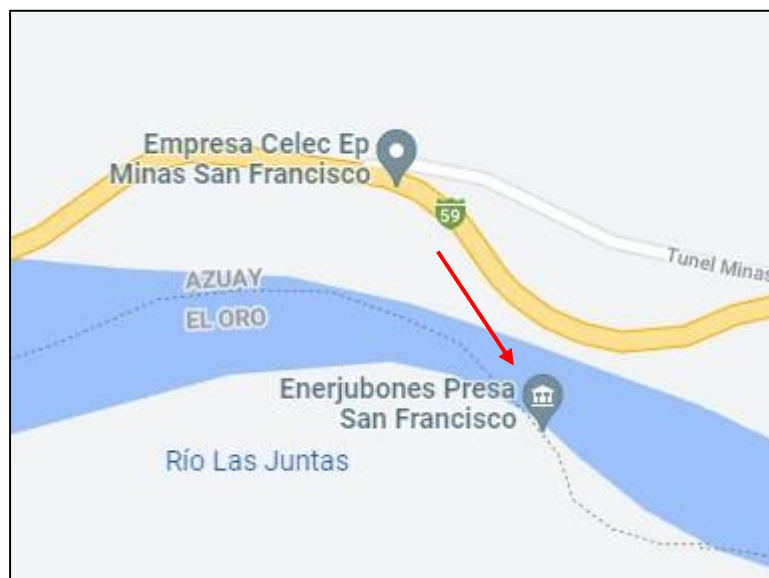 Empresa Celec Ep
Minas San Francisco
59
Tunel Minas
AZUAY
EL ORO
Enerjubones Presa
San Francisco
Río Las Juntas